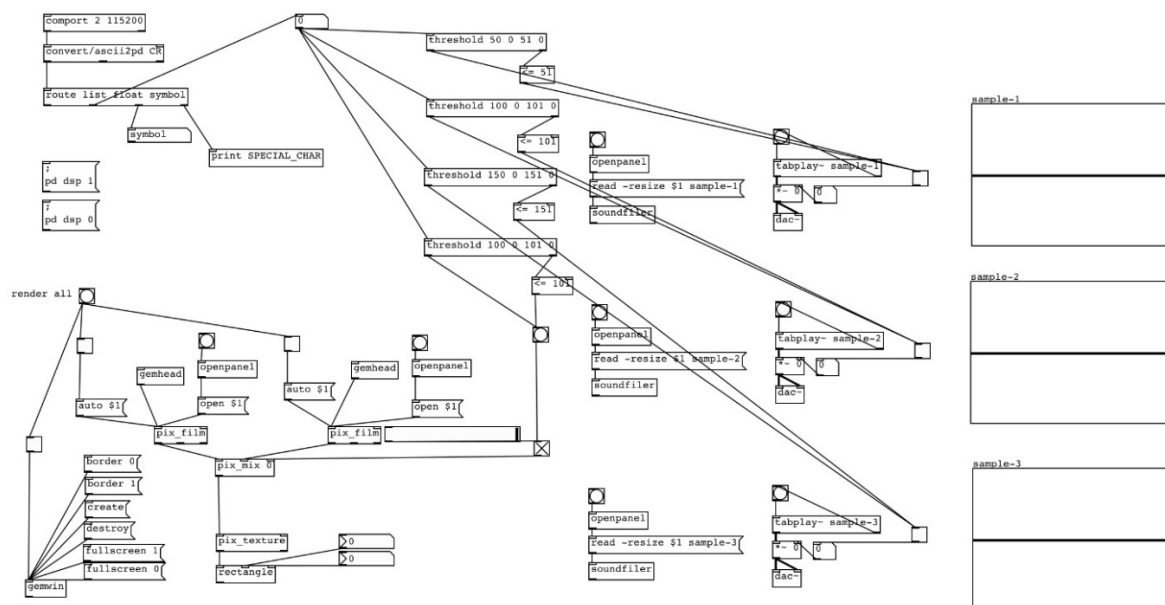 comport 2 115200
convert/ascii2pd CR
route list float symbol
symbol
print SPECIAL_CHAR
;
pd dsp 1
;
pd dsp 0
0
threshold 50 0 51 0
<= 51
threshold 100 0 101 0
<= 101
threshold 150 0 151 0
<= 151
threshold 100 0 101 0
<= 101
openpanel
read -resize $1 sample-1
soundfiler
tabplay~ sample-1
*~ 0
0
dac~
sample-1
openpanel
read -resize $1 sample-2
soundfiler
tabplay~ sample-2
*~ 0
0
dac~
sample-2
openpanel
read -resize $1 sample-3
soundfiler
tabplay~ sample-3
*~ 0
0
dac~
sample-3
render all
gemhead
openpanel
auto $1
open $1
pix_film
gemhead
openpanel
auto $1
open $1
pix_film
pix_mix 0
border 0
border 1
create
destroy
fullscreen 1
fullscreen 0
gemwin
pix_texture
0
0
rectangle